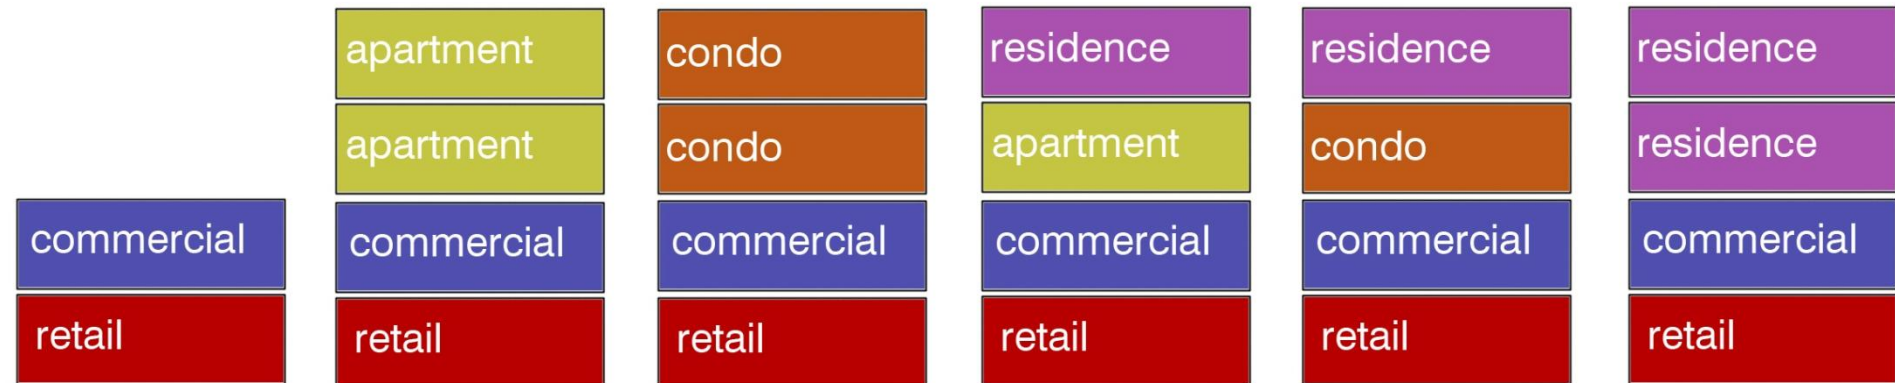 apartment condo residence residence residence
apartment condo apartment condo residence
commercial commercial commercial commercial commercial commercial
retail retail retail retail retail retail